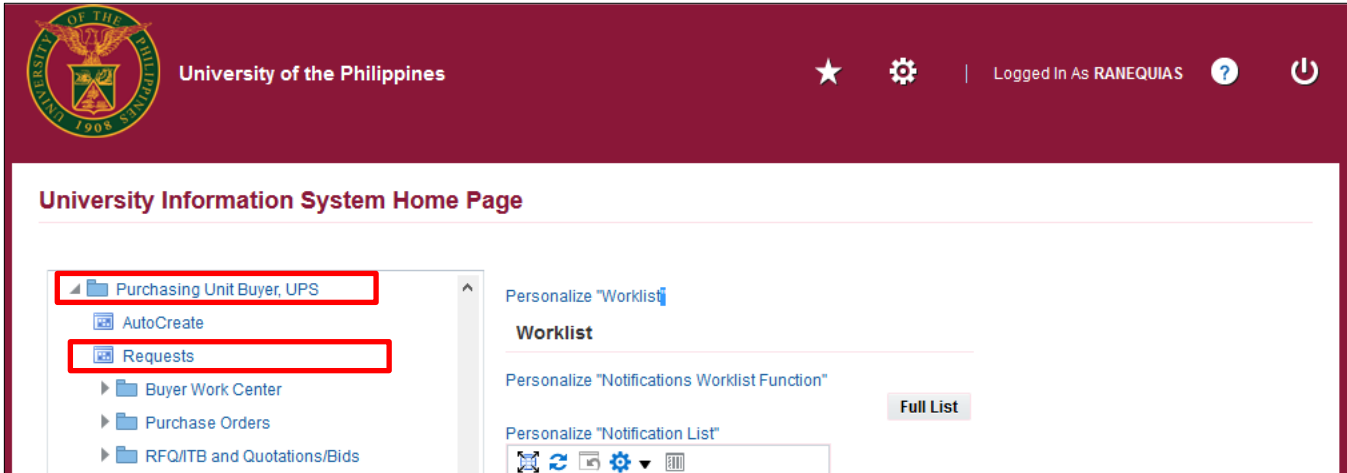 UNIVERSITY OF THE PHILIPPINES
1908
University of the Philippines
| Logged In As RANEQUIAS ?
University Information System Home Page
Purchasing Unit Buyer, UPS
AutoCreate
Requests
Buyer Work Center
Purchase Orders
RFQ/ITB and Quotations/Bids
Personalize "Worklist"
Worklist
Personalize "Notifications Worklist Function"
Full List
Personalize "Notification List"